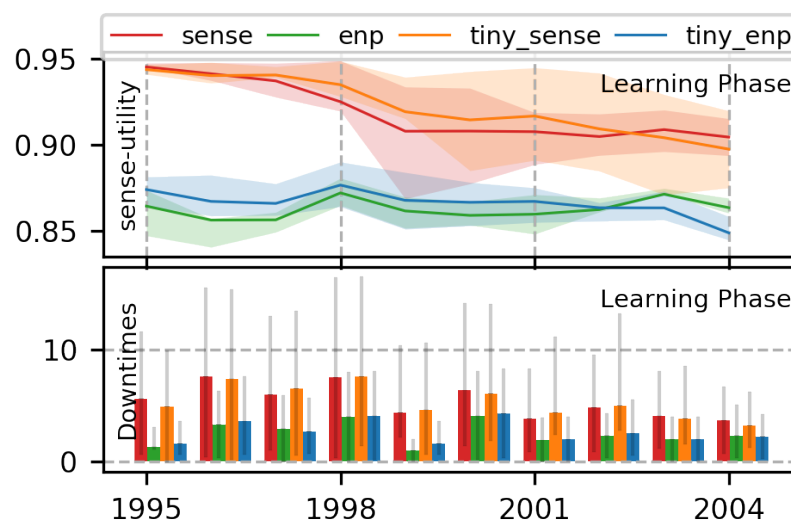 sense enp tiny_sense tiny_enp
0.95
Learning Phase
0.90
0.85
sense-utility
Learning Phase
10
0
Downtimes
1995 1998 2001 2004